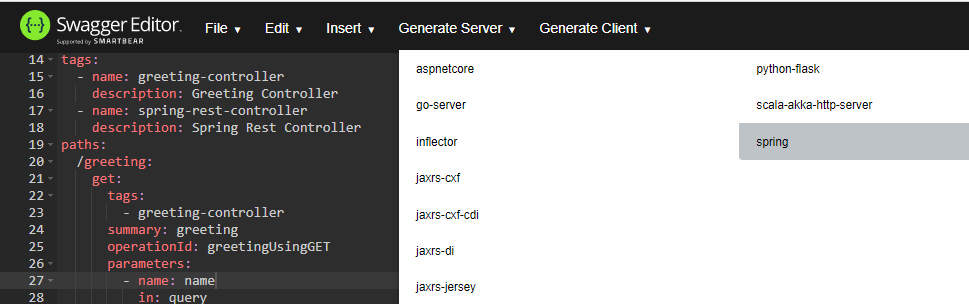 Swagger Editor.
Supported by SMARTBEAR
File ▾ Edit ▾ Insert ▾ Generate Server ▾ Generate Client ▾
14 tags:
15 - name: greeting-controller
16 description: Greeting Controller
17 - name: spring-rest-controller
18 description: Spring Rest Controller
19 paths:
20 /greeting:
21 get:
22 tags:
23 - greeting-controller
24 summary: greeting
25 operationId: greetingUsingGET
26 parameters:
27 - name: name
28 in: query
aspnetcore
go-server
inflector
jaxrs-cxf
jaxrs-cxf-cdi
jaxrs-di
jaxrs-jersey
python-flask
scala-akka-http-server
spring